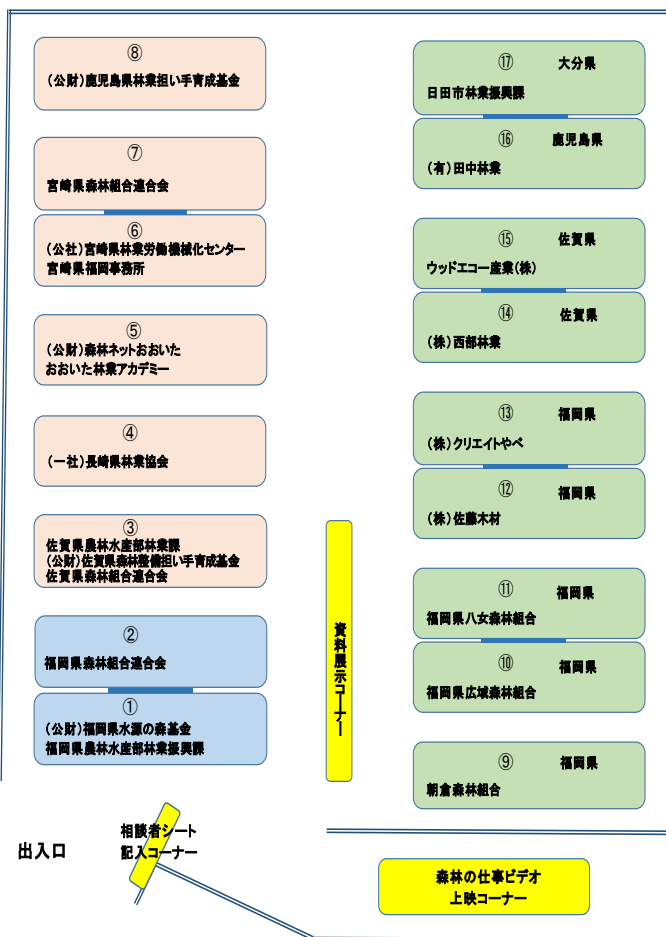 ⑧
(公財)鹿児島県林業担い手育成基金
⑦
宮崎県森林組合連合会
⑥
(公社)宮崎県林業労働機械化センター
宮崎県福岡事務所
⑤
(公財)森林ネットおおいた
おおいた林業アカデミー
④
(一社)長崎県林業協会
③
佐賀県農林水産部林業課
(公財)佐賀県森林整備担い手育成基金
佐賀県森林組合連合会
②
福岡県森林組合連合会
①
(公財)福岡県水源の森基金
福岡県農林水産部林業振興課
資料展示コーナー
⑰ 大分県
日田市林業振興課
⑯ 鹿児島県
(有)田中林業
⑮ 佐賀県
ウッドエコー産業(株)
⑭ 佐賀県
(株)西部林業
⑬ 福岡県
(株)クリエイトやべ
⑫ 福岡県
(株)佐藤木材
⑪ 福岡県
福岡県八女森林組合
⑩ 福岡県
福岡県広域森林組合
⑨ 福岡県
朝倉森林組合
出入口
相談者シート
記入コーナー
森林の仕事ビデオ
上映コーナー